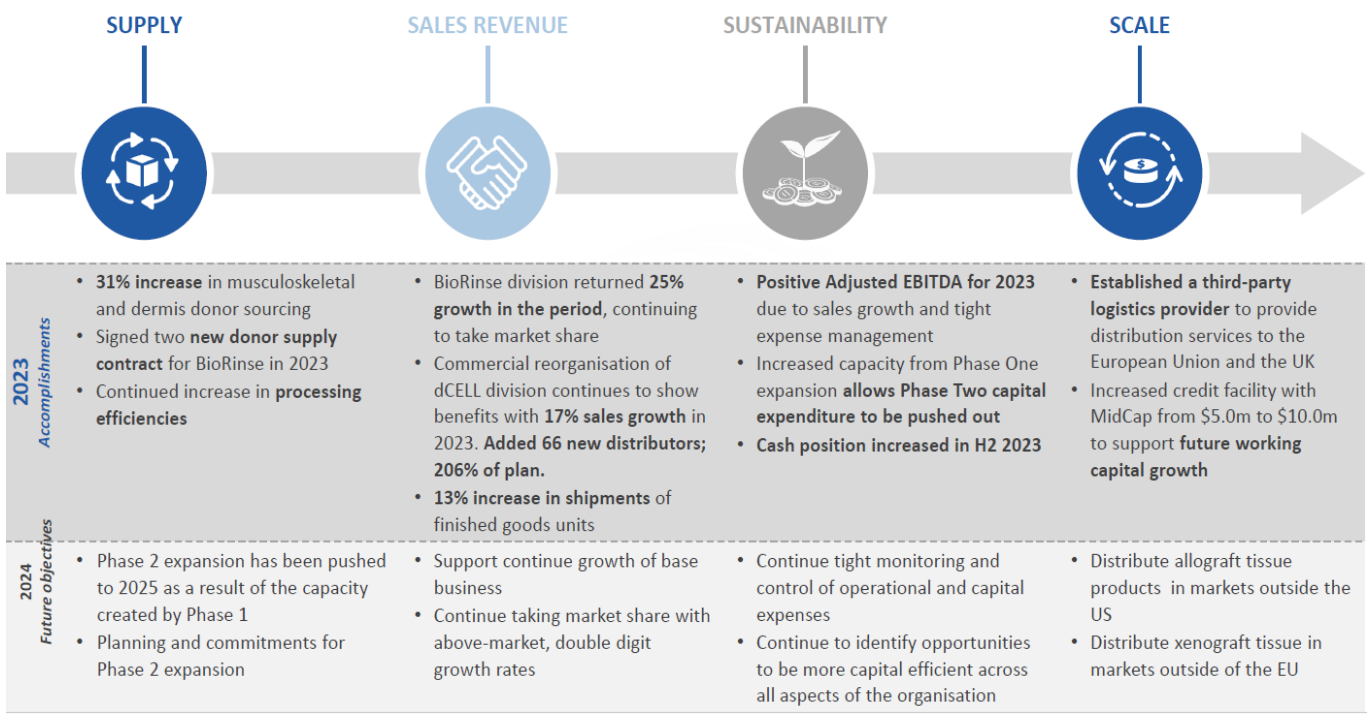 SUPPLY
SALES REVENUE
SUSTAINABILITY
SCALE
$
2023
Accomplishments
• 31% increase in musculoskeletal
and dermis donor sourcing
• Signed two new donor supply
contract for BioRinse in 2023
• Continued increase in processing
efficiencies
• BioRinse division returned 25%
growth in the period, continuing
to take market share
• Commercial reorganisation of
dCELL division continues to show
benefits with 17% sales growth in
2023. Added 66 new distributors;
206% of plan.
• 13% increase in shipments of
finished goods units
• Positive Adjusted EBITDA for 2023
due to sales growth and tight
expense management
• Increased capacity from Phase One
expansion allows Phase Two capital
expenditure to be pushed out
• Cash position increased in H2 2023
• Established a third-party
logistics provider to provide
distribution services to the
European Union and the UK
• Increased credit facility with
MidCap from $5.0m to $10.0m
to support future working
capital growth
2024
Future objectives
• Phase 2 expansion has been pushed
to 2025 as a result of the capacity
created by Phase 1
• Planning and commitments for
Phase 2 expansion
• Support continue growth of base
business
• Continue taking market share with
above-market, double digit
growth rates
• Continue tight monitoring and
control of operational and capital
expenses
• Continue to identify opportunities
to be more capital efficient across
all aspects of the organisation
• Distribute allograft tissue
products in markets outside the
US
• Distribute xenograft tissue in
markets outside of the EU